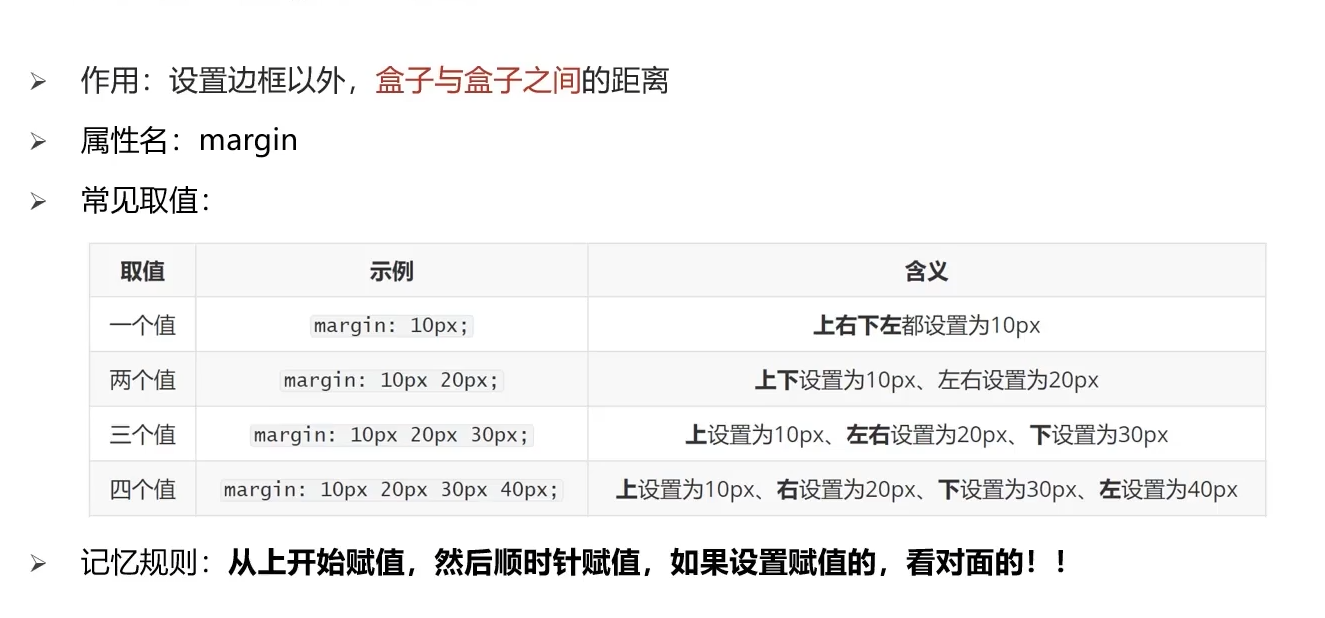 作用：设置边框以外，盒子与盒子之间的距离
属性名：margin
常见取值：
取值 示例 含义
一个值 margin: 10px; 上右下左都设置为10px
两个值 margin: 10px 20px; 上下设置为10px、左右设置为20px
三个值 margin: 10px 20px 30px; 上设置为10px、左右设置为20px、下设置为30px
四个值 margin: 10px 20px 30px 40px; 上设置为10px、右设置为20px、下设置为30px、左设置为40px
记忆规则：从上开始赋值，然后顺时针赋值，如果设置赋值的，看对面的！！